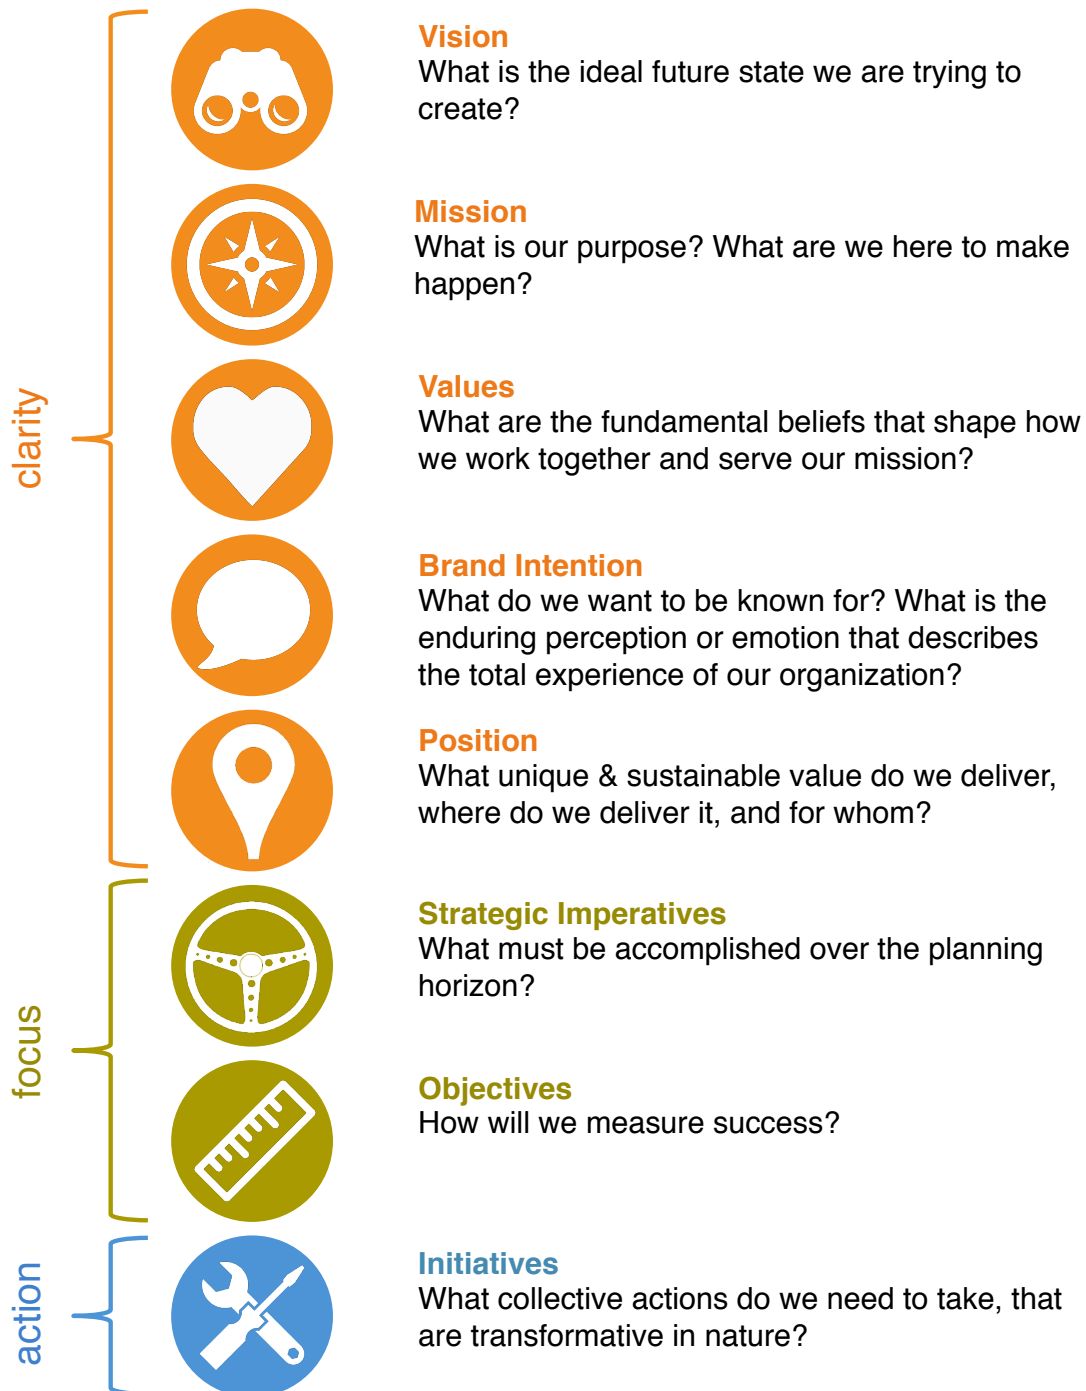 clarity
Vision
What is the ideal future state we are trying to
create?
Mission
What is our purpose? What are we here to make
happen?
Values
What are the fundamental beliefs that shape how
we work together and serve our mission?
Brand Intention
What do we want to be known for? What is the
enduring perception or emotion that describes
the total experience of our organization?
Position
What unique & sustainable value do we deliver,
where do we deliver it, and for whom?
focus
Strategic Imperatives
What must be accomplished over the planning
horizon?
Objectives
How will we measure success?
action
Initiatives
What collective actions do we need to take, that
are transformative in nature?